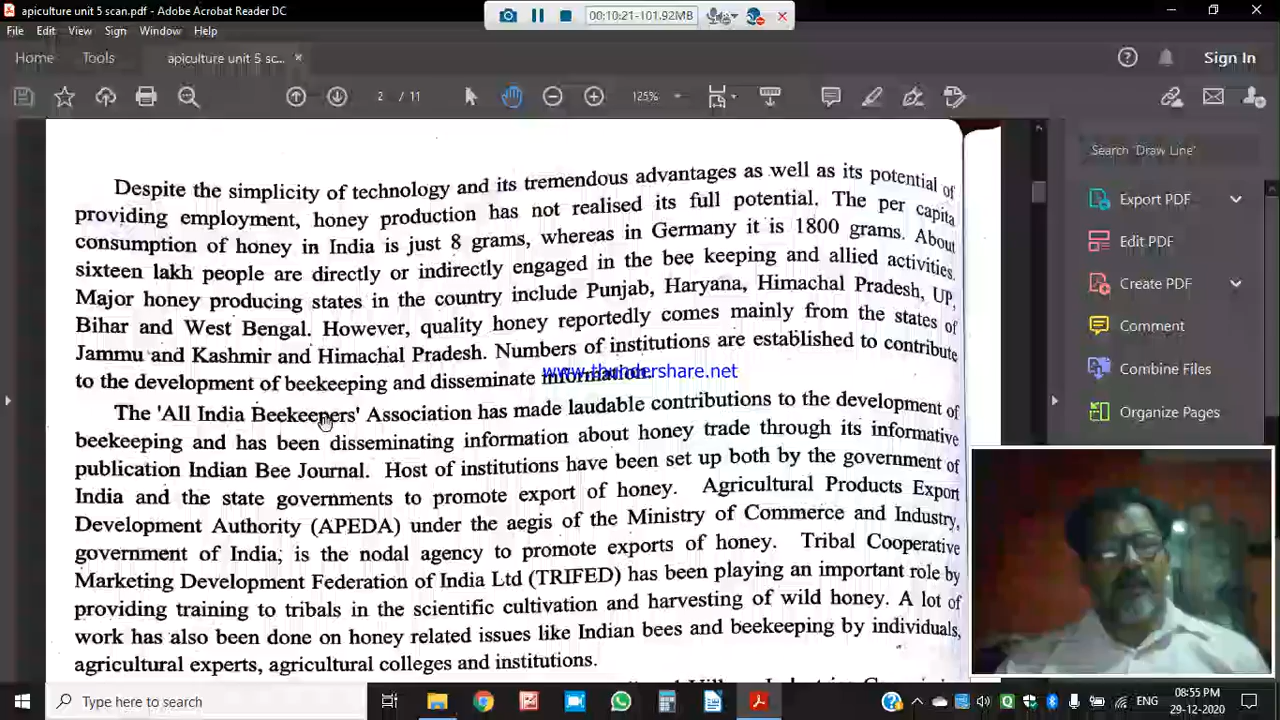 apiculture unit 5 scan.pdf - Adobe Acrobat Reader DC
00:10:21-101.92MB
File Edit View Sign Window Help
Home Tools apiculture unit 5 sc... Sign In
2 / 11 125%
Despite the simplicity of technology and its tremendous advantages as well as its potential of
providing employment, honey production has not realised its full potential. The per capita
consumption of honey in India is just 8 grams, whereas in Germany it is 1800 grams. About
sixteen lakh people are directly or indirectly engaged in the bee keeping and allied activities.
Major honey producing states in the country include Punjab, Haryana, Himachal Pradesh, UP,
Bihar and West Bengal. However, quality honey reportedly comes mainly from the states of
Jammu and Kashmir and Himachal Pradesh. Numbers of institutions are established to contribute
to the development of beekeeping and disseminate information.
www.thundershare.net
The 'All India Beekeepers' Association has made laudable contributions to the development of
beekeeping and has been disseminating information about honey trade through its informative
publication Indian Bee Journal. Host of institutions have been set up both by the government of
India and the state governments to promote export of honey. Agricultural Products Export
Development Authority (APEDA) under the aegis of the Ministry of Commerce and Industry,
government of India; is the nodal agency to promote exports of honey. Tribal Cooperative
Marketing Development Federation of India Ltd (TRIFED) has been playing an important role by
providing training to tribals in the scientific cultivation and harvesting of wild honey. A lot of
work has also been done on honey related issues like Indian bees and beekeeping by individuals,
agricultural experts, agricultural colleges and institutions.
Search 'Draw Line'
Export PDF
Edit PDF
Create PDF
Comment
Combine Files
Organize Pages
Type here to search
ENG
08:55 PM
29-12-2020